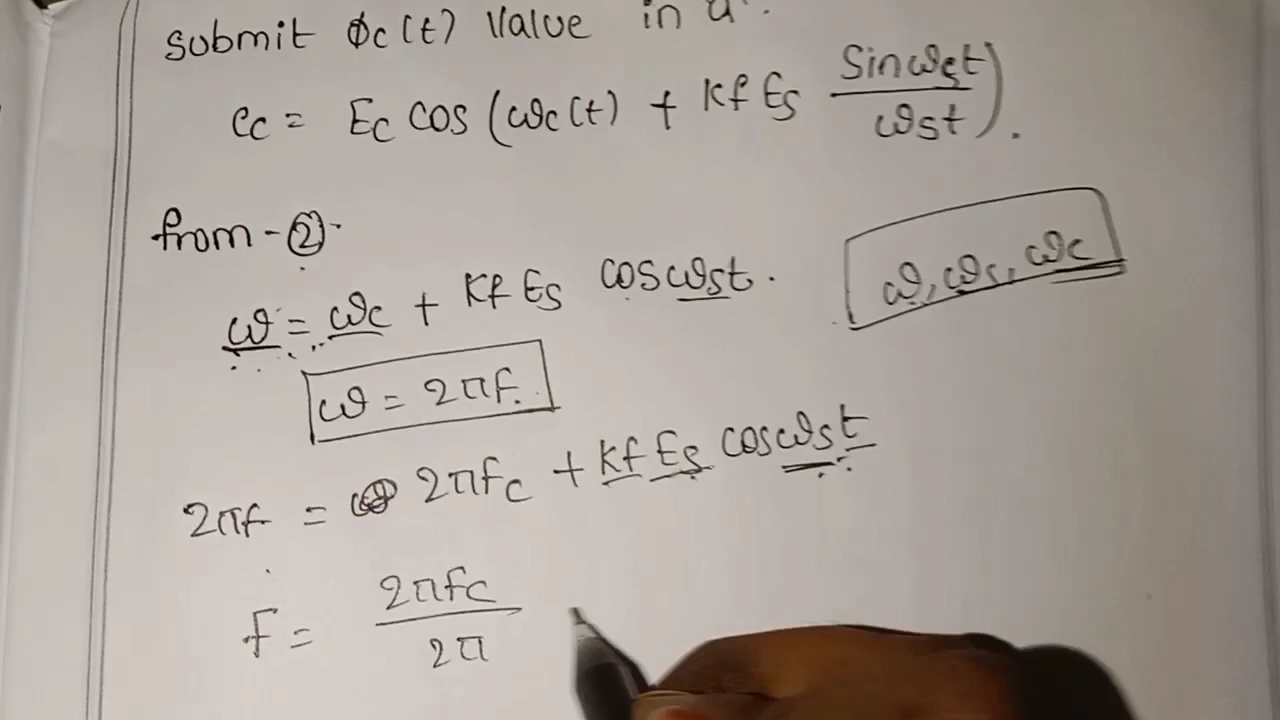 submit ϕc(t) value in
ec = Ec cos (ωc(t) + Kf Es sinωst/ωst).
from - ②.
ω = ωc + Kf Es cosωst.
ω, ωs, ωc
ω = 2πf.
2πf = 2πfc + Kf Es cosωst
F = 2πfc/2π